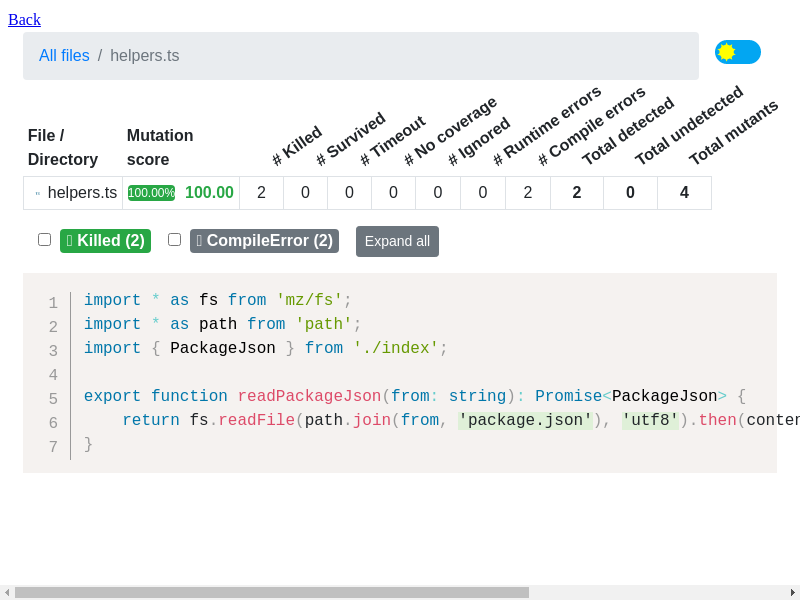 Back
All files / helpers.ts
File / Directory
Mutation score
# Killed
# Survived
# Timeout
# No coverage
# Ignored
# Runtime errors
# Compile errors
Total detected
Total undetected
Total mutants
helpers.ts 100.00% 100.00 2 0 0 0 0 0 2 2 0 4
Killed (2) CompileError (2) Expand all
1 import * as fs from 'mz/fs';
2 import * as path from 'path';
3 import { PackageJson } from './index';
4
5 export function readPackageJson(from: string): Promise<PackageJson> {
6 return fs.readFile(path.join(from, 'package.json'), 'utf8').then(conten
7 }